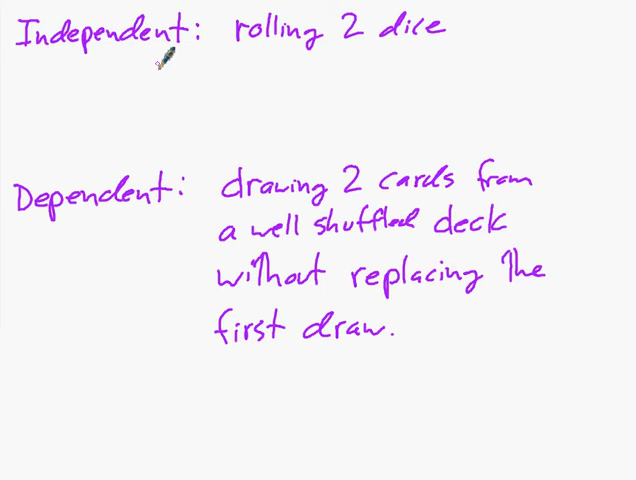 Independent: rolling 2 dice
Dependent: drawing 2 cards from
a well shuffled deck
without replacing the
first draw.